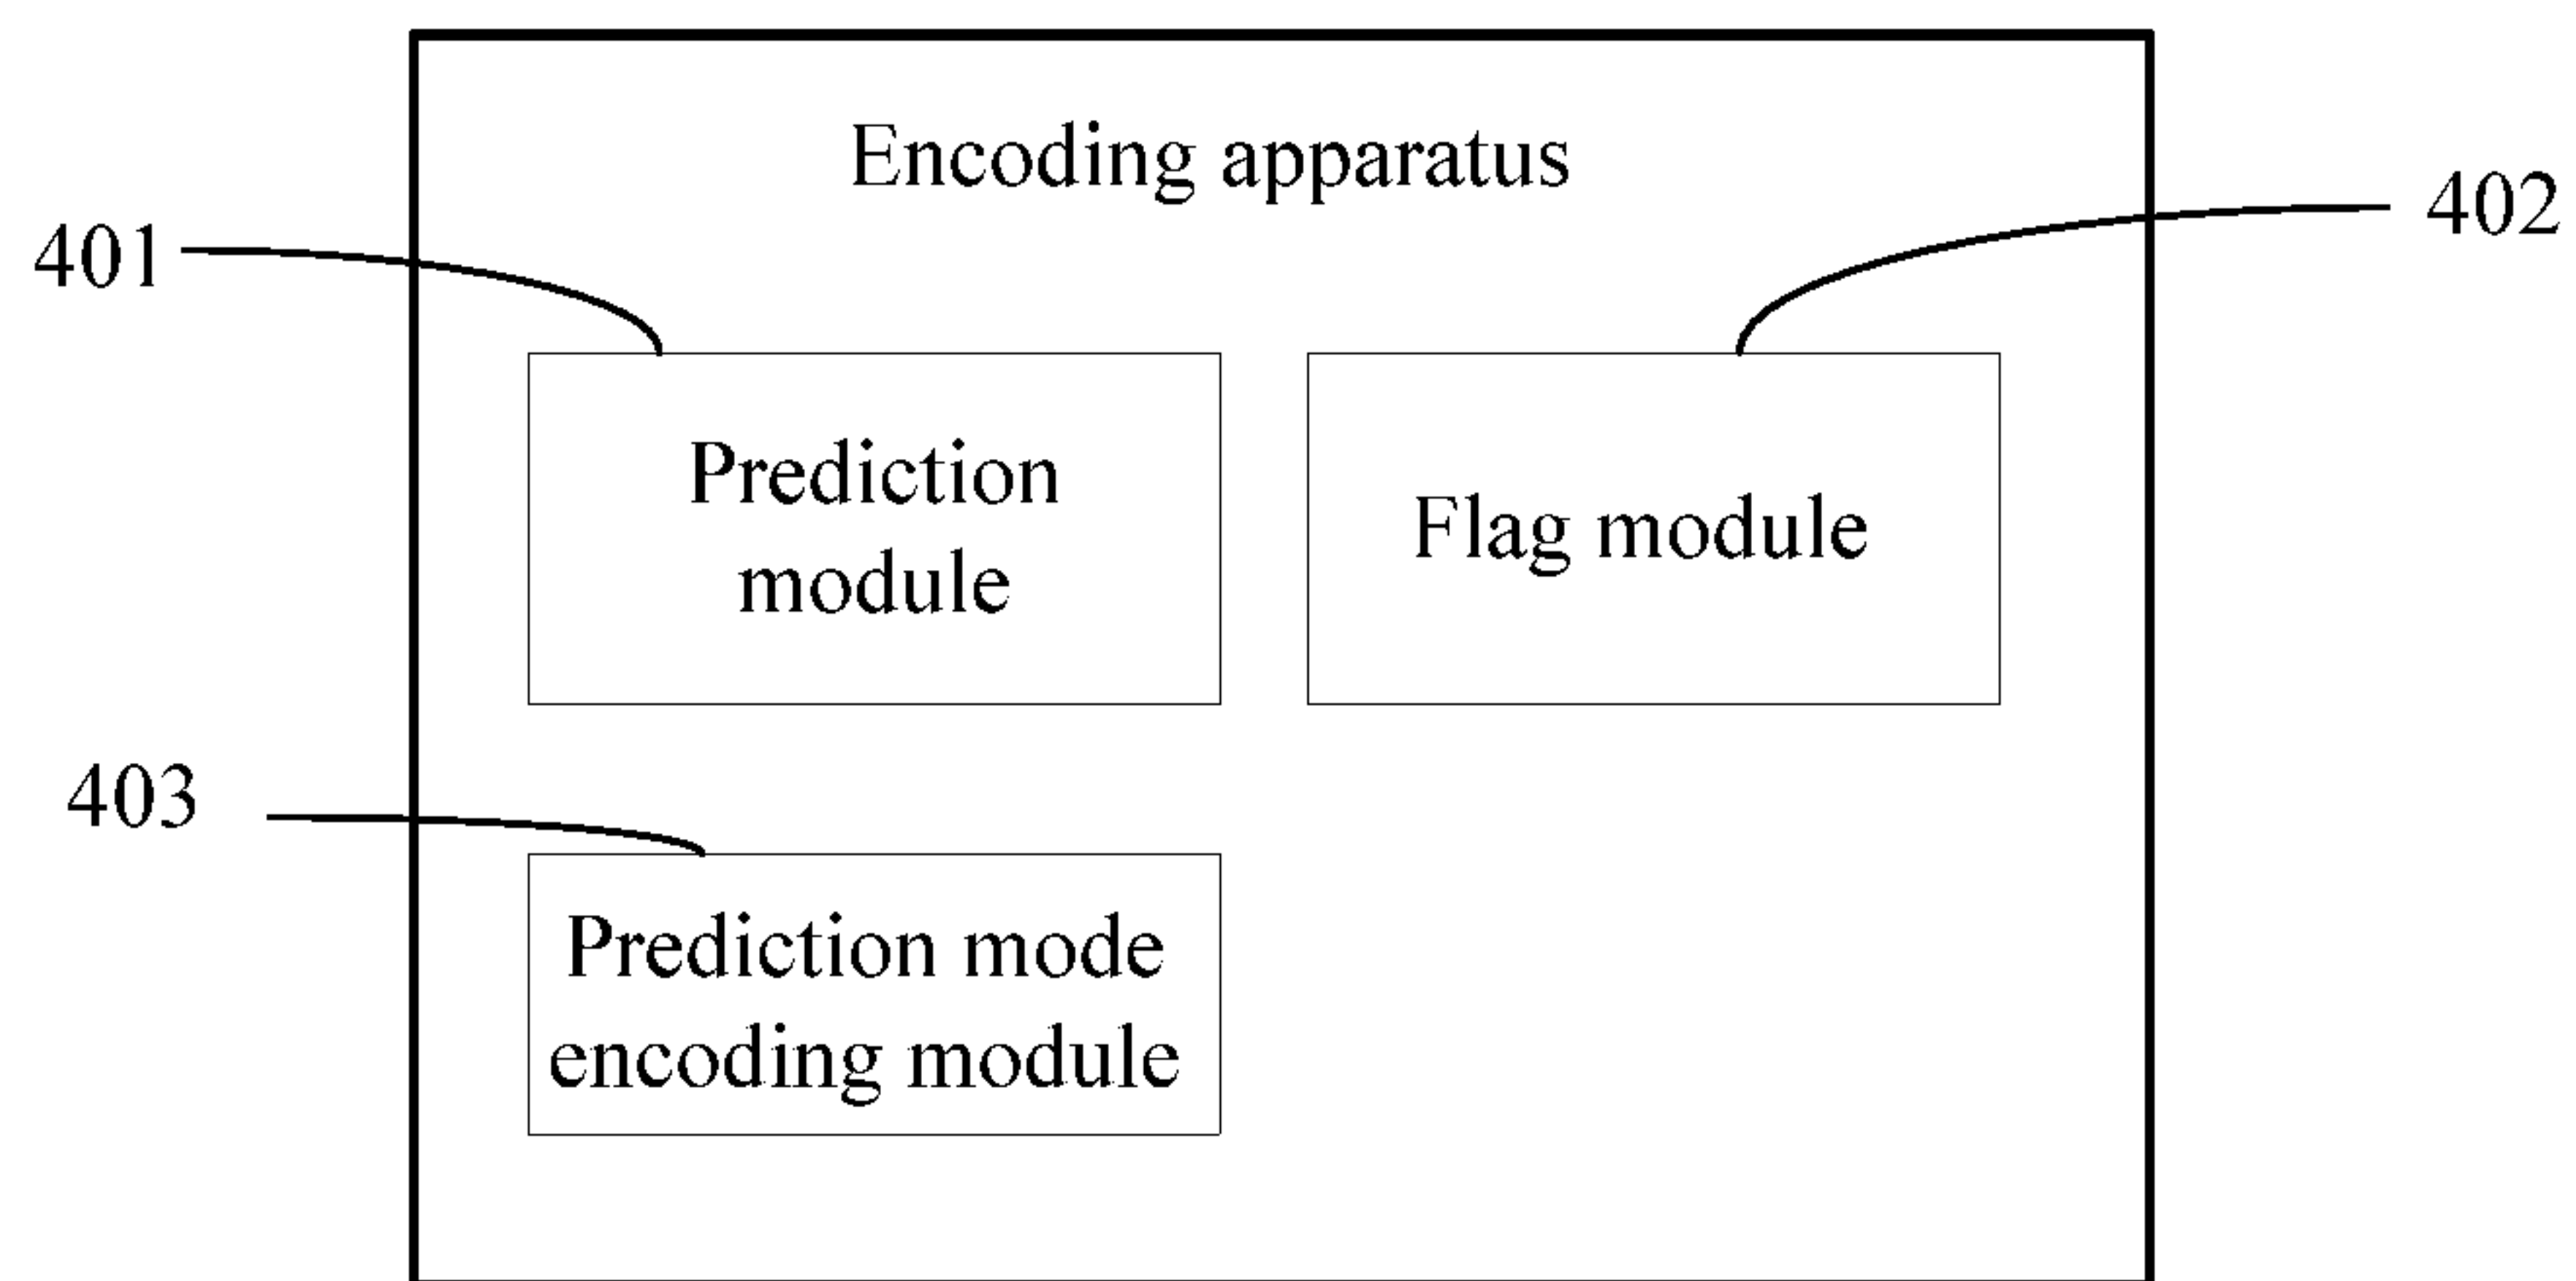 Encoding apparatus
401
402
Prediction
module
Flag module
403
Prediction mode
encoding module